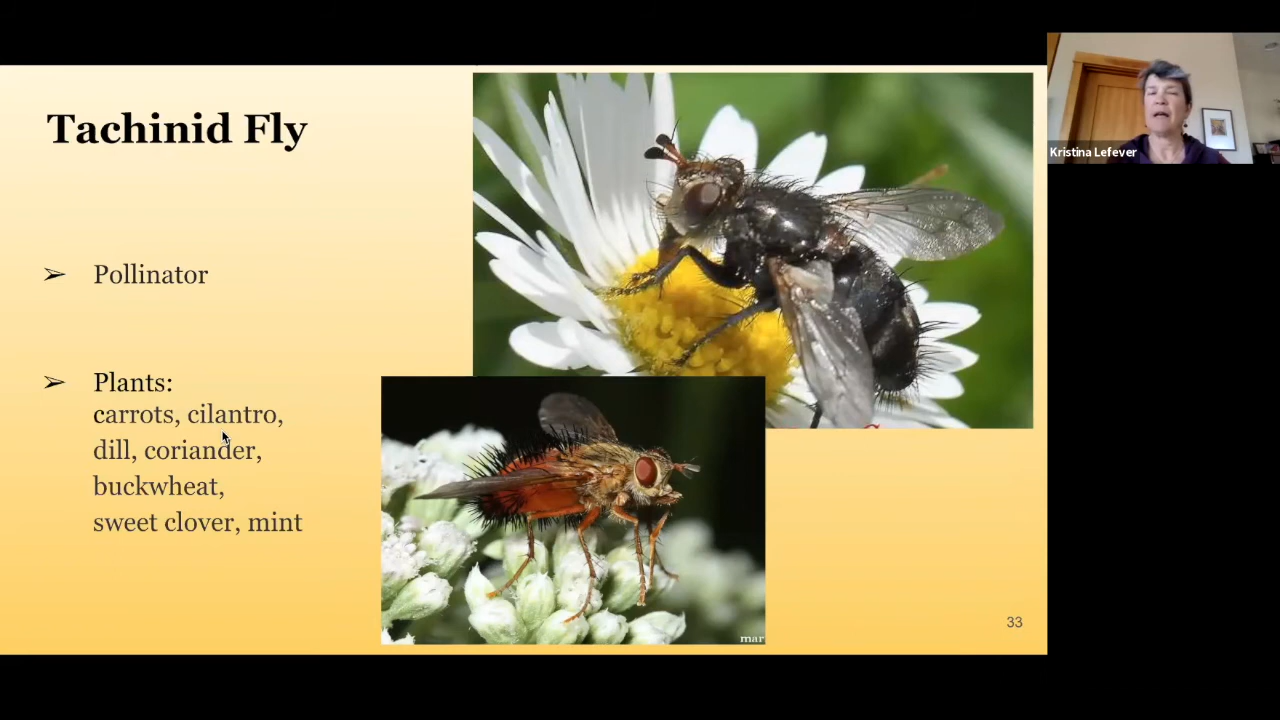 Tachinid Fly
Kristina Lefever
➢ Pollinator
➢ Plants:
carrots, cilantro,
dill, coriander,
buckwheat,
sweet clover, mint
33
mar